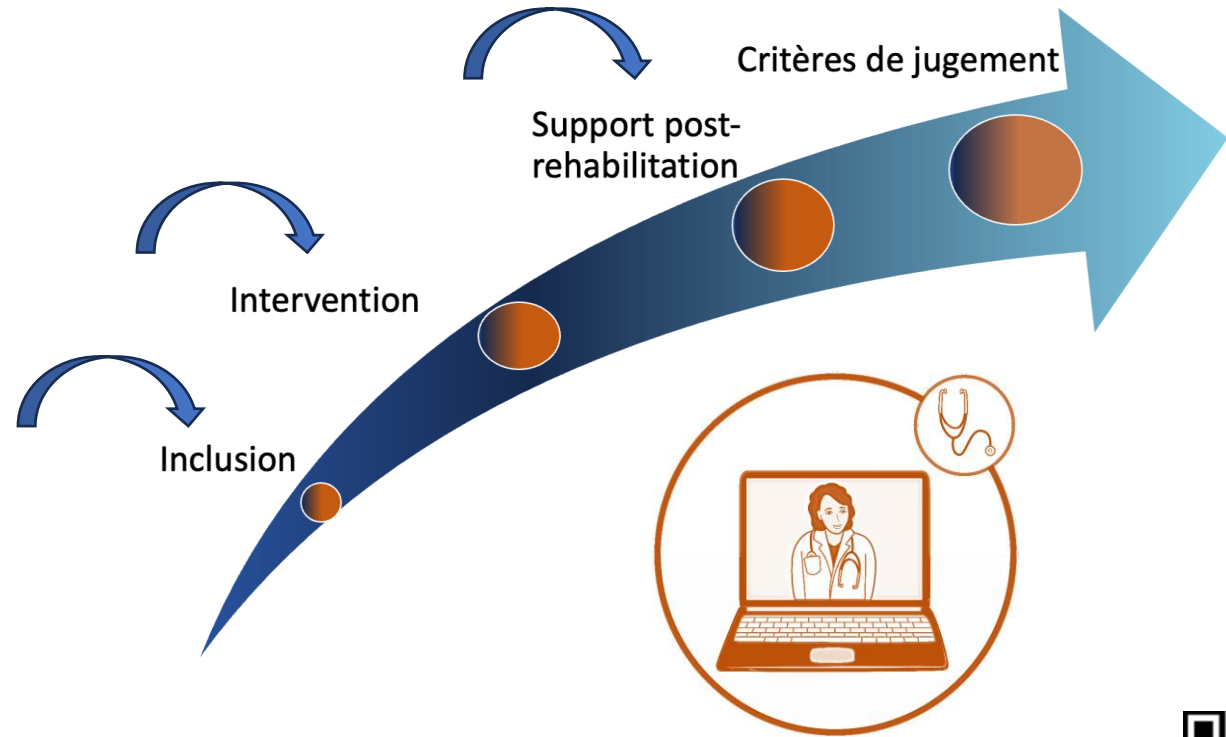 Critères de jugement
Support post-
rehabilitation
Intervention
Inclusion